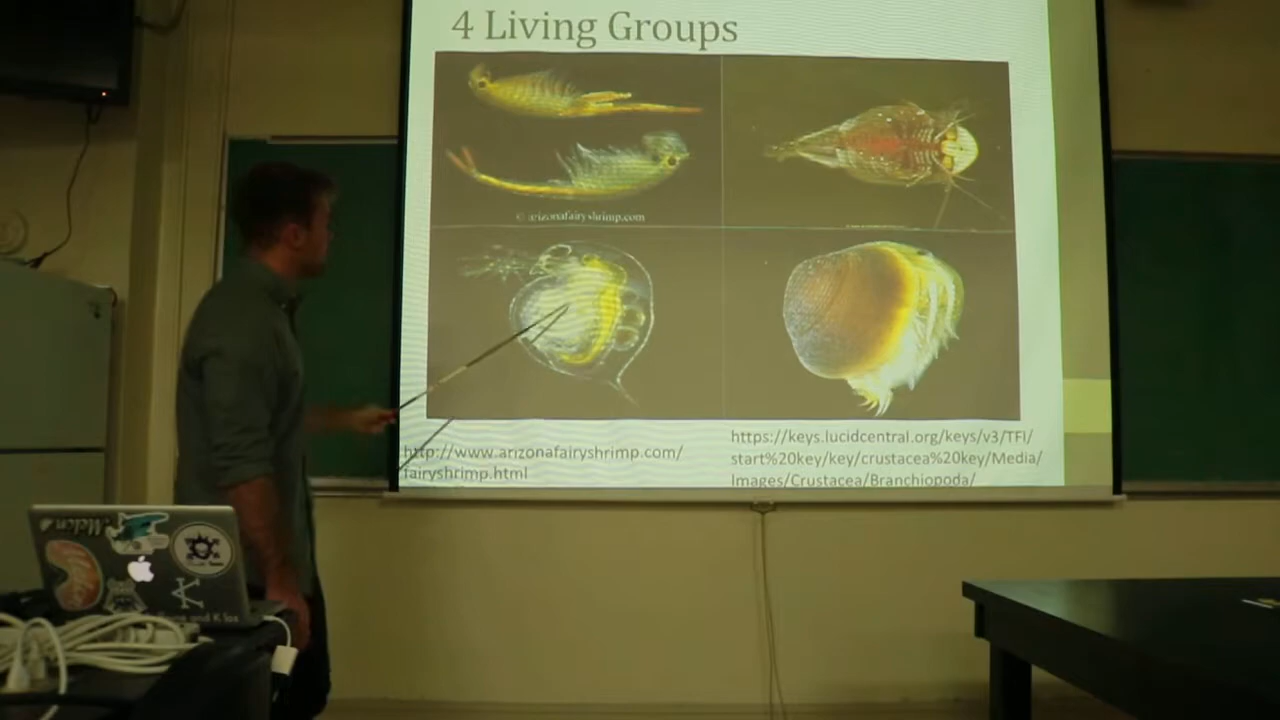 4 Living Groups
© arizonafairyshrimp.com
http://www.arizonafairyshrimp.com/
fairyshrimp.html
https://keys.lucidcentral.org/keys/v3/TFI/
start%20key/key/crustacea%20key/Media/
Images/Crustacea/Branchiopoda/